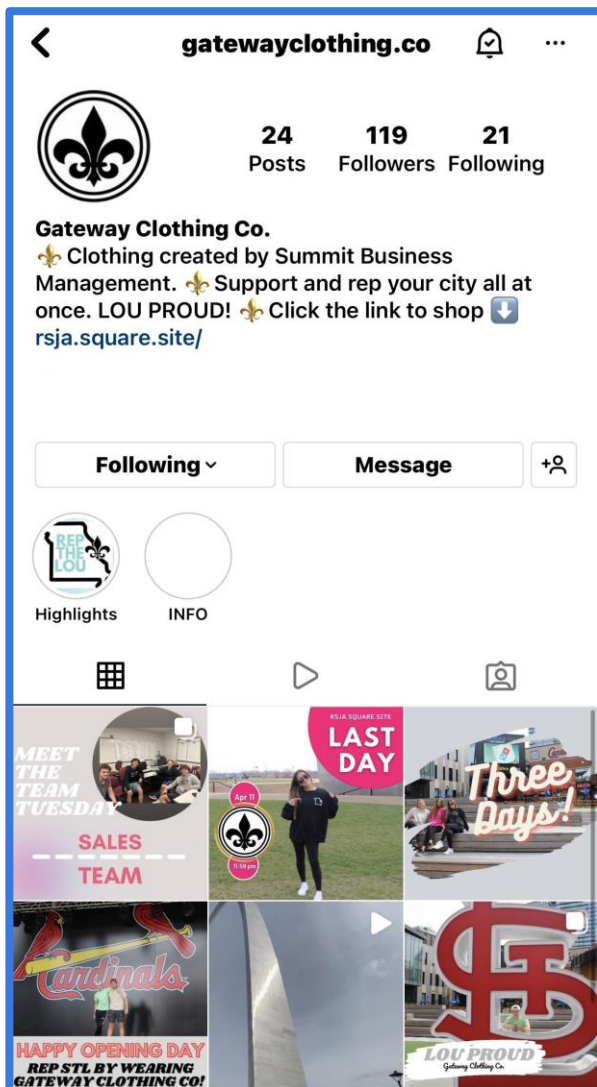 gatewayclothing.co
24 119 21
Posts Followers Following
Gateway Clothing Co.
⚜️ Clothing created by Summit Business
Management. ⚜️ Support and rep your city all at
once. LOU PROUD! ⚜️ Click the link to shop ⬇️
rsja.square.site/
Following
Message
REP
THE
LOU
Highlights
INFO
MEET
THE
TEAM
TUESDAY
SALES
TEAM
RSJA.SQUARE.SITE
LAST
DAY
Apr 11
11:59 pm
Three
Days!
Cardinals
HAPPY OPENING DAY
REP STL BY WEARING
GATEWAY CLOTHING CO!
STL
LOU PROUD
Gateway Clothing Co.